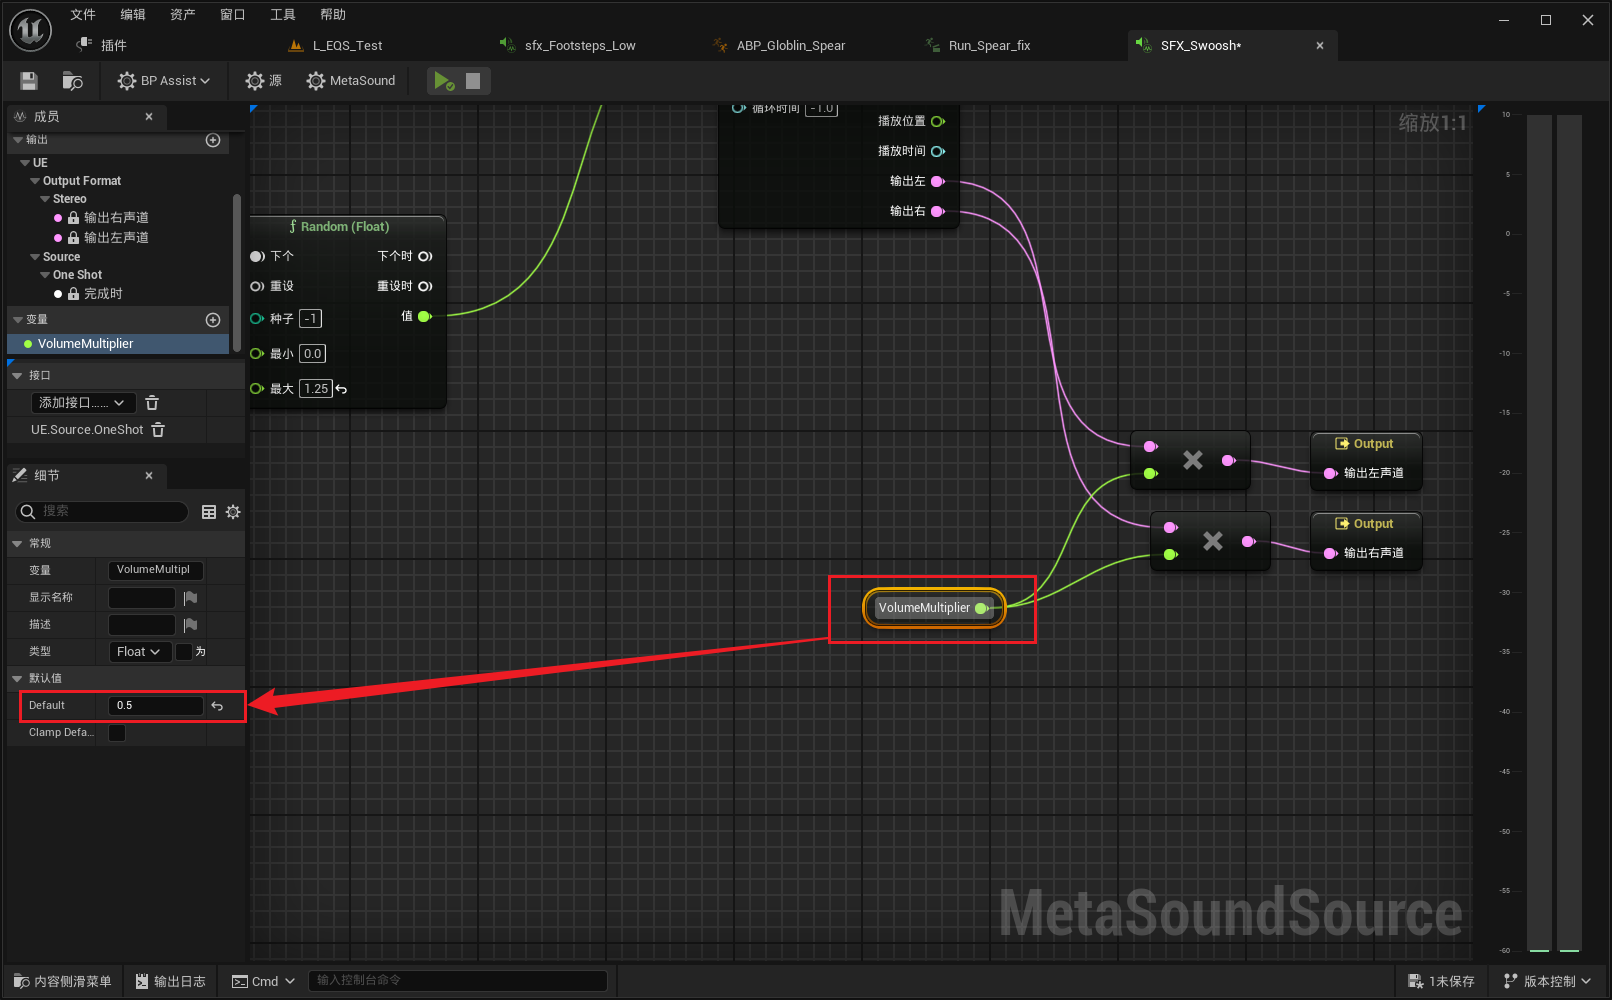 文件 编辑 资产 窗口 工具 帮助
插件 L_EQS_Test sfx_Footsteps_Low ABP_Globlin_Spear Run_Spear_fix SFX_Swoosh*
BP Assist 源 MetaSound
成员
输出
UE
Output Format
Stereo
输出右声道
输出左声道
Source
One Shot
完成时
变量
VolumeMultiplier
接口
添加接口......
UE.Source.OneShot
细节
搜索
常规
变量 VolumeMultipl
显示名称
描述
类型 Float 为
默认值
Default 0.5
Clamp Defa...
循环时间 -1.0
播放位置
播放时间
输出左
输出右
缩放1:1
Random (Float)
下个 下个时
重设 重设时
种子 -1 值
最小 0.0
最大 1.25
Output
输出左声道
Output
输出右声道
VolumeMultiplier
MetaSoundSource
10
5
0
-5
-10
-15
-20
-25
-30
-35
-40
-45
-50
-55
-60
内容侧滑菜单 输出日志 Cmd 输入控制台命令 1未保存 版本控制